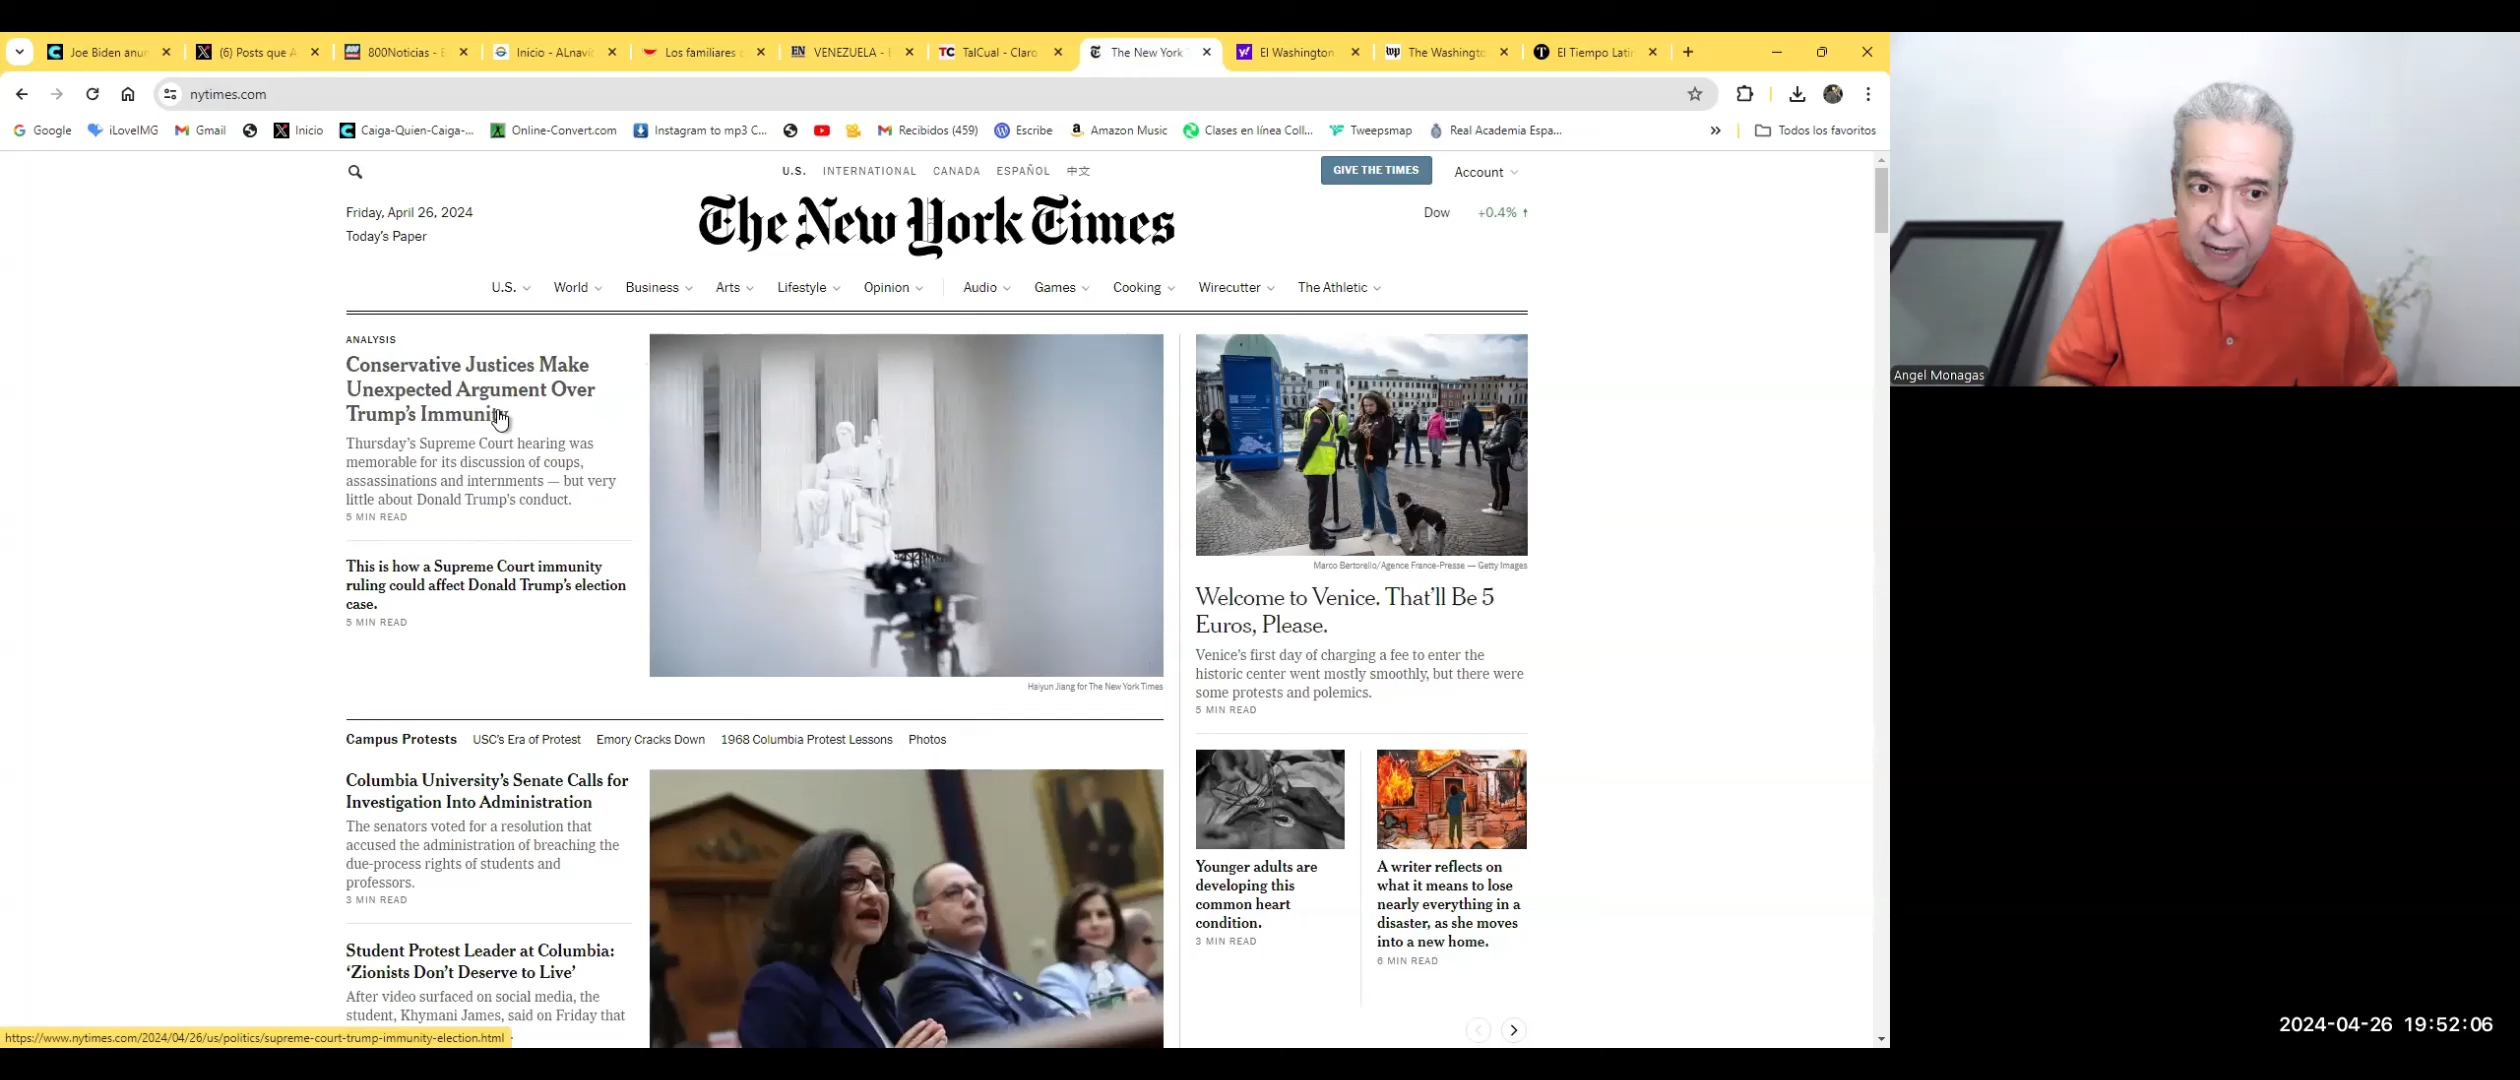 Joe Biden anun
(6) Posts que A
800Noticias - E
Inicio - ALnavi
Los familiares
VENEZUELA - E
TalCual - Claro
The New York
El Washington
The Washingto
El Tiempo Lati
nytimes.com
Google
iLoveIMG
Gmail
Inicio
Caiga-Quien-Caiga-...
Online-Convert.com
Instagram to mp3 C...
Recibidos (459)
Escribe
Amazon Music
Clases en línea Coll...
Tweepsmap
Real Academia Espa...
Todos los favoritos
U.S. INTERNATIONAL CANADA ESPAÑOL 中文
GIVE THE TIMES
Account
Friday, April 26, 2024
Today's Paper
The New York Times
Dow +0.4% ↑
U.S. World Business Arts Lifestyle Opinion Audio Games Cooking Wirecutter The Athletic
ANALYSIS
Conservative Justices Make
Unexpected Argument Over
Trump's Immunity
Thursday's Supreme Court hearing was
memorable for its discussion of coups,
assassinations and internments — but very
little about Donald Trump's conduct.
5 MIN READ
This is how a Supreme Court immunity
ruling could affect Donald Trump's election
case.
5 MIN READ
Haiyun Jiang for The New York Times
Marco Bertorello/Agence France-Presse — Getty Images
Welcome to Venice. That'll Be 5
Euros, Please.
Venice's first day of charging a fee to enter the
historic center went mostly smoothly, but there were
some protests and polemics.
5 MIN READ
Campus Protests USC's Era of Protest Emory Cracks Down 1968 Columbia Protest Lessons Photos
Columbia University's Senate Calls for
Investigation Into Administration
The senators voted for a resolution that
accused the administration of breaching the
due-process rights of students and
professors.
3 MIN READ
Student Protest Leader at Columbia:
'Zionists Don't Deserve to Live'
After video surfaced on social media, the
student, Khymani James, said on Friday that
Younger adults are
developing this
common heart
condition.
3 MIN READ
A writer reflects on
what it means to lose
nearly everything in a
disaster, as she moves
into a new home.
6 MIN READ
https://www.nytimes.com/2024/04/26/us/politics/supreme-court-trump-immunity-election.html
Angel Monagas
2024-04-26 19:52:06